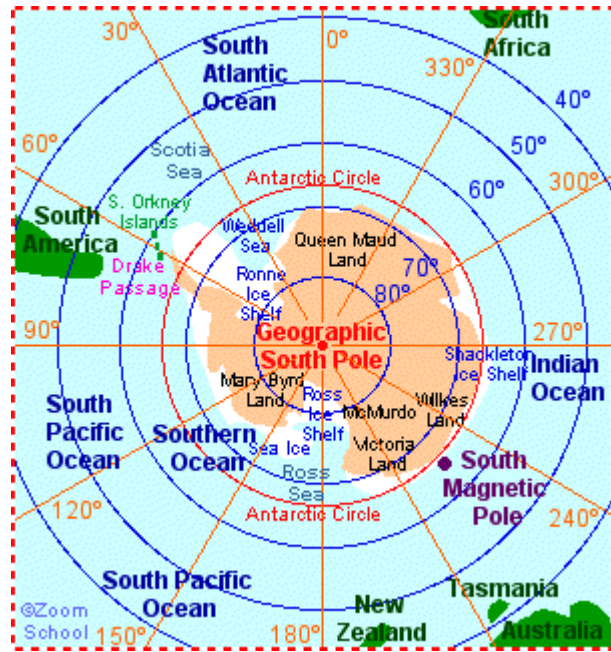 30°
South
Atlantic
Ocean
0°
South
Africa
330°
40°
50°
60°
300°
60°
Scotia
Sea
Antarctic Circle
S. Orkney
Islands
South
America
Drake
Passage
Weddell
Sea
Queen Maud
Land
70°
80°
Ronne
Ice
Shelf
Geographic
South Pole
90°
270°
Shackleton
Ice Shelf
Indian
Ocean
Mary Byrd
Land
Ross
Ice
Shelf
McMurdo
Wilkes
Land
Victoria
Land
South
Pacific
Ocean
Southern
Ocean
Sea Ice
Ross
Sea
South
Magnetic
Pole
Antarctic Circle
120°
240°
South Pacific
Ocean
Tasmania
New
Zealand
Australia
©Zoom
School
150°
180°